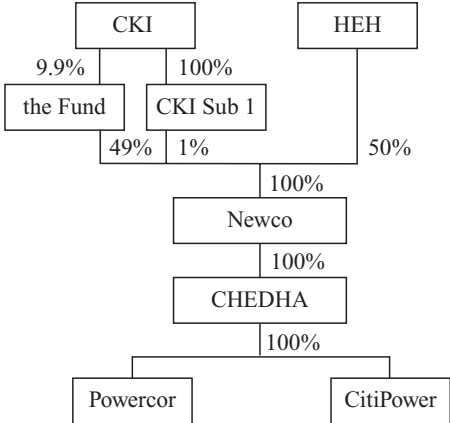 CKI HEH
9.9% 100%
the Fund CKI Sub 1
49% 1% 50%
100%
Newco
100%
CHEDHA
100%
Powercor CitiPower